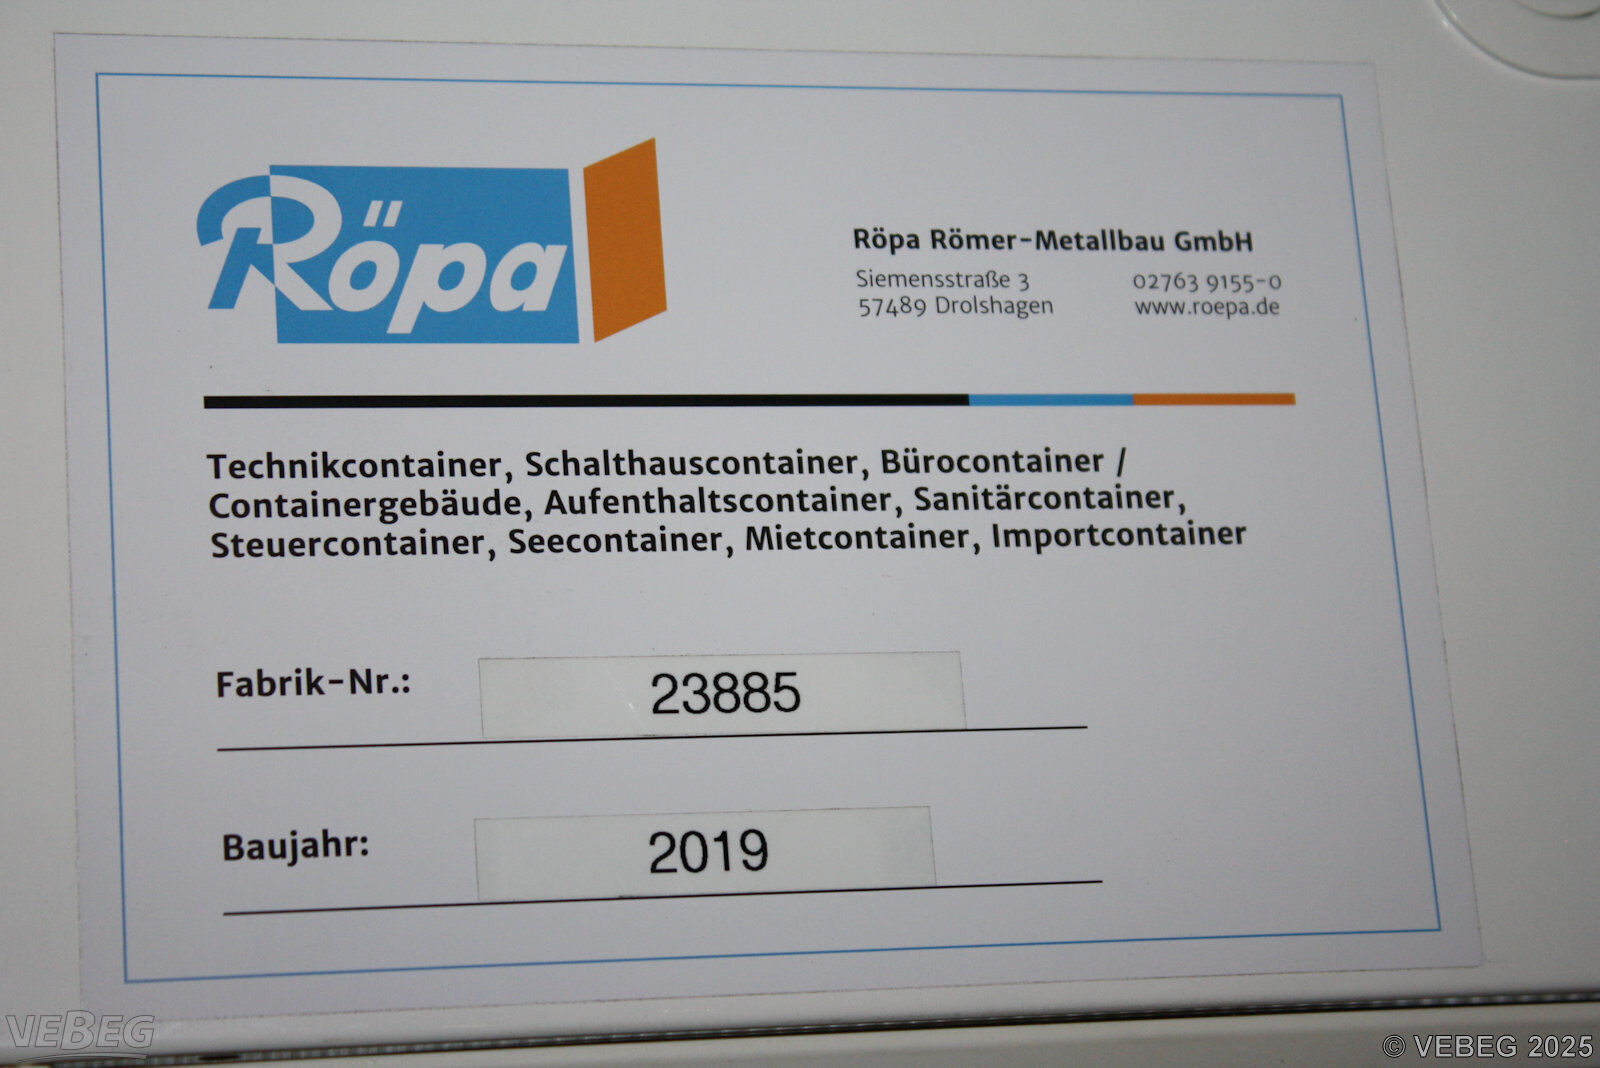 Röpa
Röpa Römer-Metallbau GmbH
Siemensstraße 3 02763 9155-0
57489 Drolshagen www.roepa.de
Technikcontainer, Schalthauscontainer, Bürocontainer /
Containergebäude, Aufenthaltscontainer, Sanitärcontainer,
Steuercontainer, Seecontainer, Mietcontainer, Importcontainer
Fabrik-Nr.: 23885
Baujahr: 2019
VEBEG
© VEBEG 2025